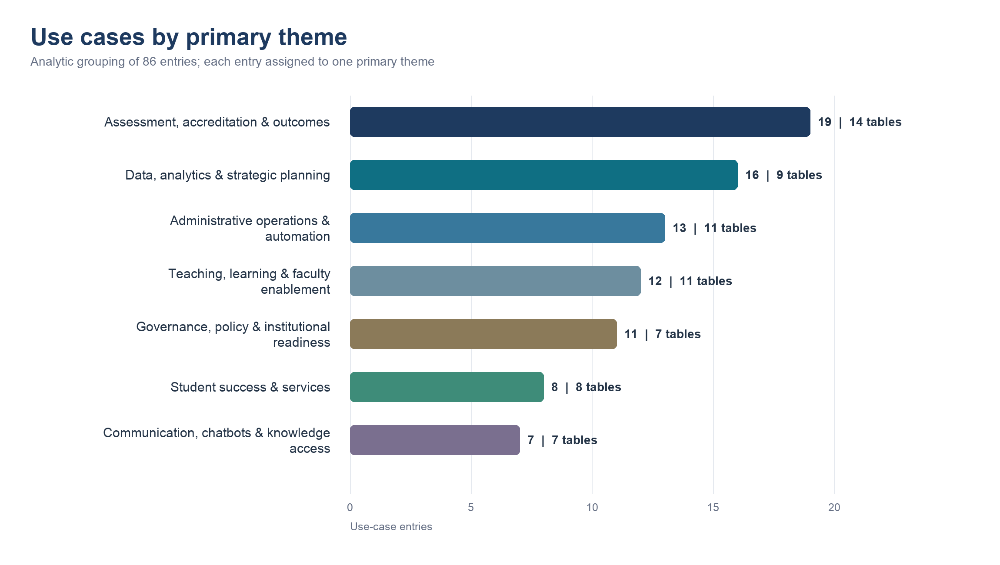 Use cases by primary theme
Analytic grouping of 86 entries; each entry assigned to one primary theme
Assessment, accreditation & outcomes
19 | 14 tables
Data, analytics & strategic planning
16 | 9 tables
Administrative operations &
automation
13 | 11 tables
Teaching, learning & faculty
enablement
12 | 11 tables
Governance, policy & institutional
readiness
11 | 7 tables
Student success & services
8 | 8 tables
Communication, chatbots & knowledge
access
7 | 7 tables
0 5 10 15 20
Use-case entries